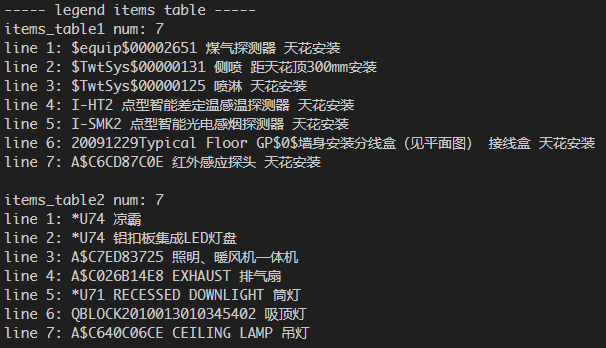 ----- legend items table -----
items_table1 num: 7
line 1: $equip$00002651 煤气探测器 天花安装
line 2: $TwtSys$00000131 侧喷 距天花顶300mm安装
line 3: $TwtSys$00000125 喷淋 天花安装
line 4: I-HT2 点型智能差定温感温探测器 天花安装
line 5: I-SMK2 点型智能光电感烟探测器 天花安装
line 6: 20091229Typical Floor GP$0$墙身安装分线盒（见平面图） 接线盒 天花安装
line 7: A$C6CD87C0E 红外感应探头 天花安装

items_table2 num: 7
line 1: *U74 凉霸
line 2: *U74 铝扣板集成LED灯盘
line 3: A$C7ED83725 照明、暖风机一体机
line 4: A$C026B14E8 EXHAUST 排气扇
line 5: *U71 RECESSED DOWNLIGHT 筒灯
line 6: QBLOCK2010013010345402 吸顶灯
line 7: A$C640C06CE CEILING LAMP 吊灯